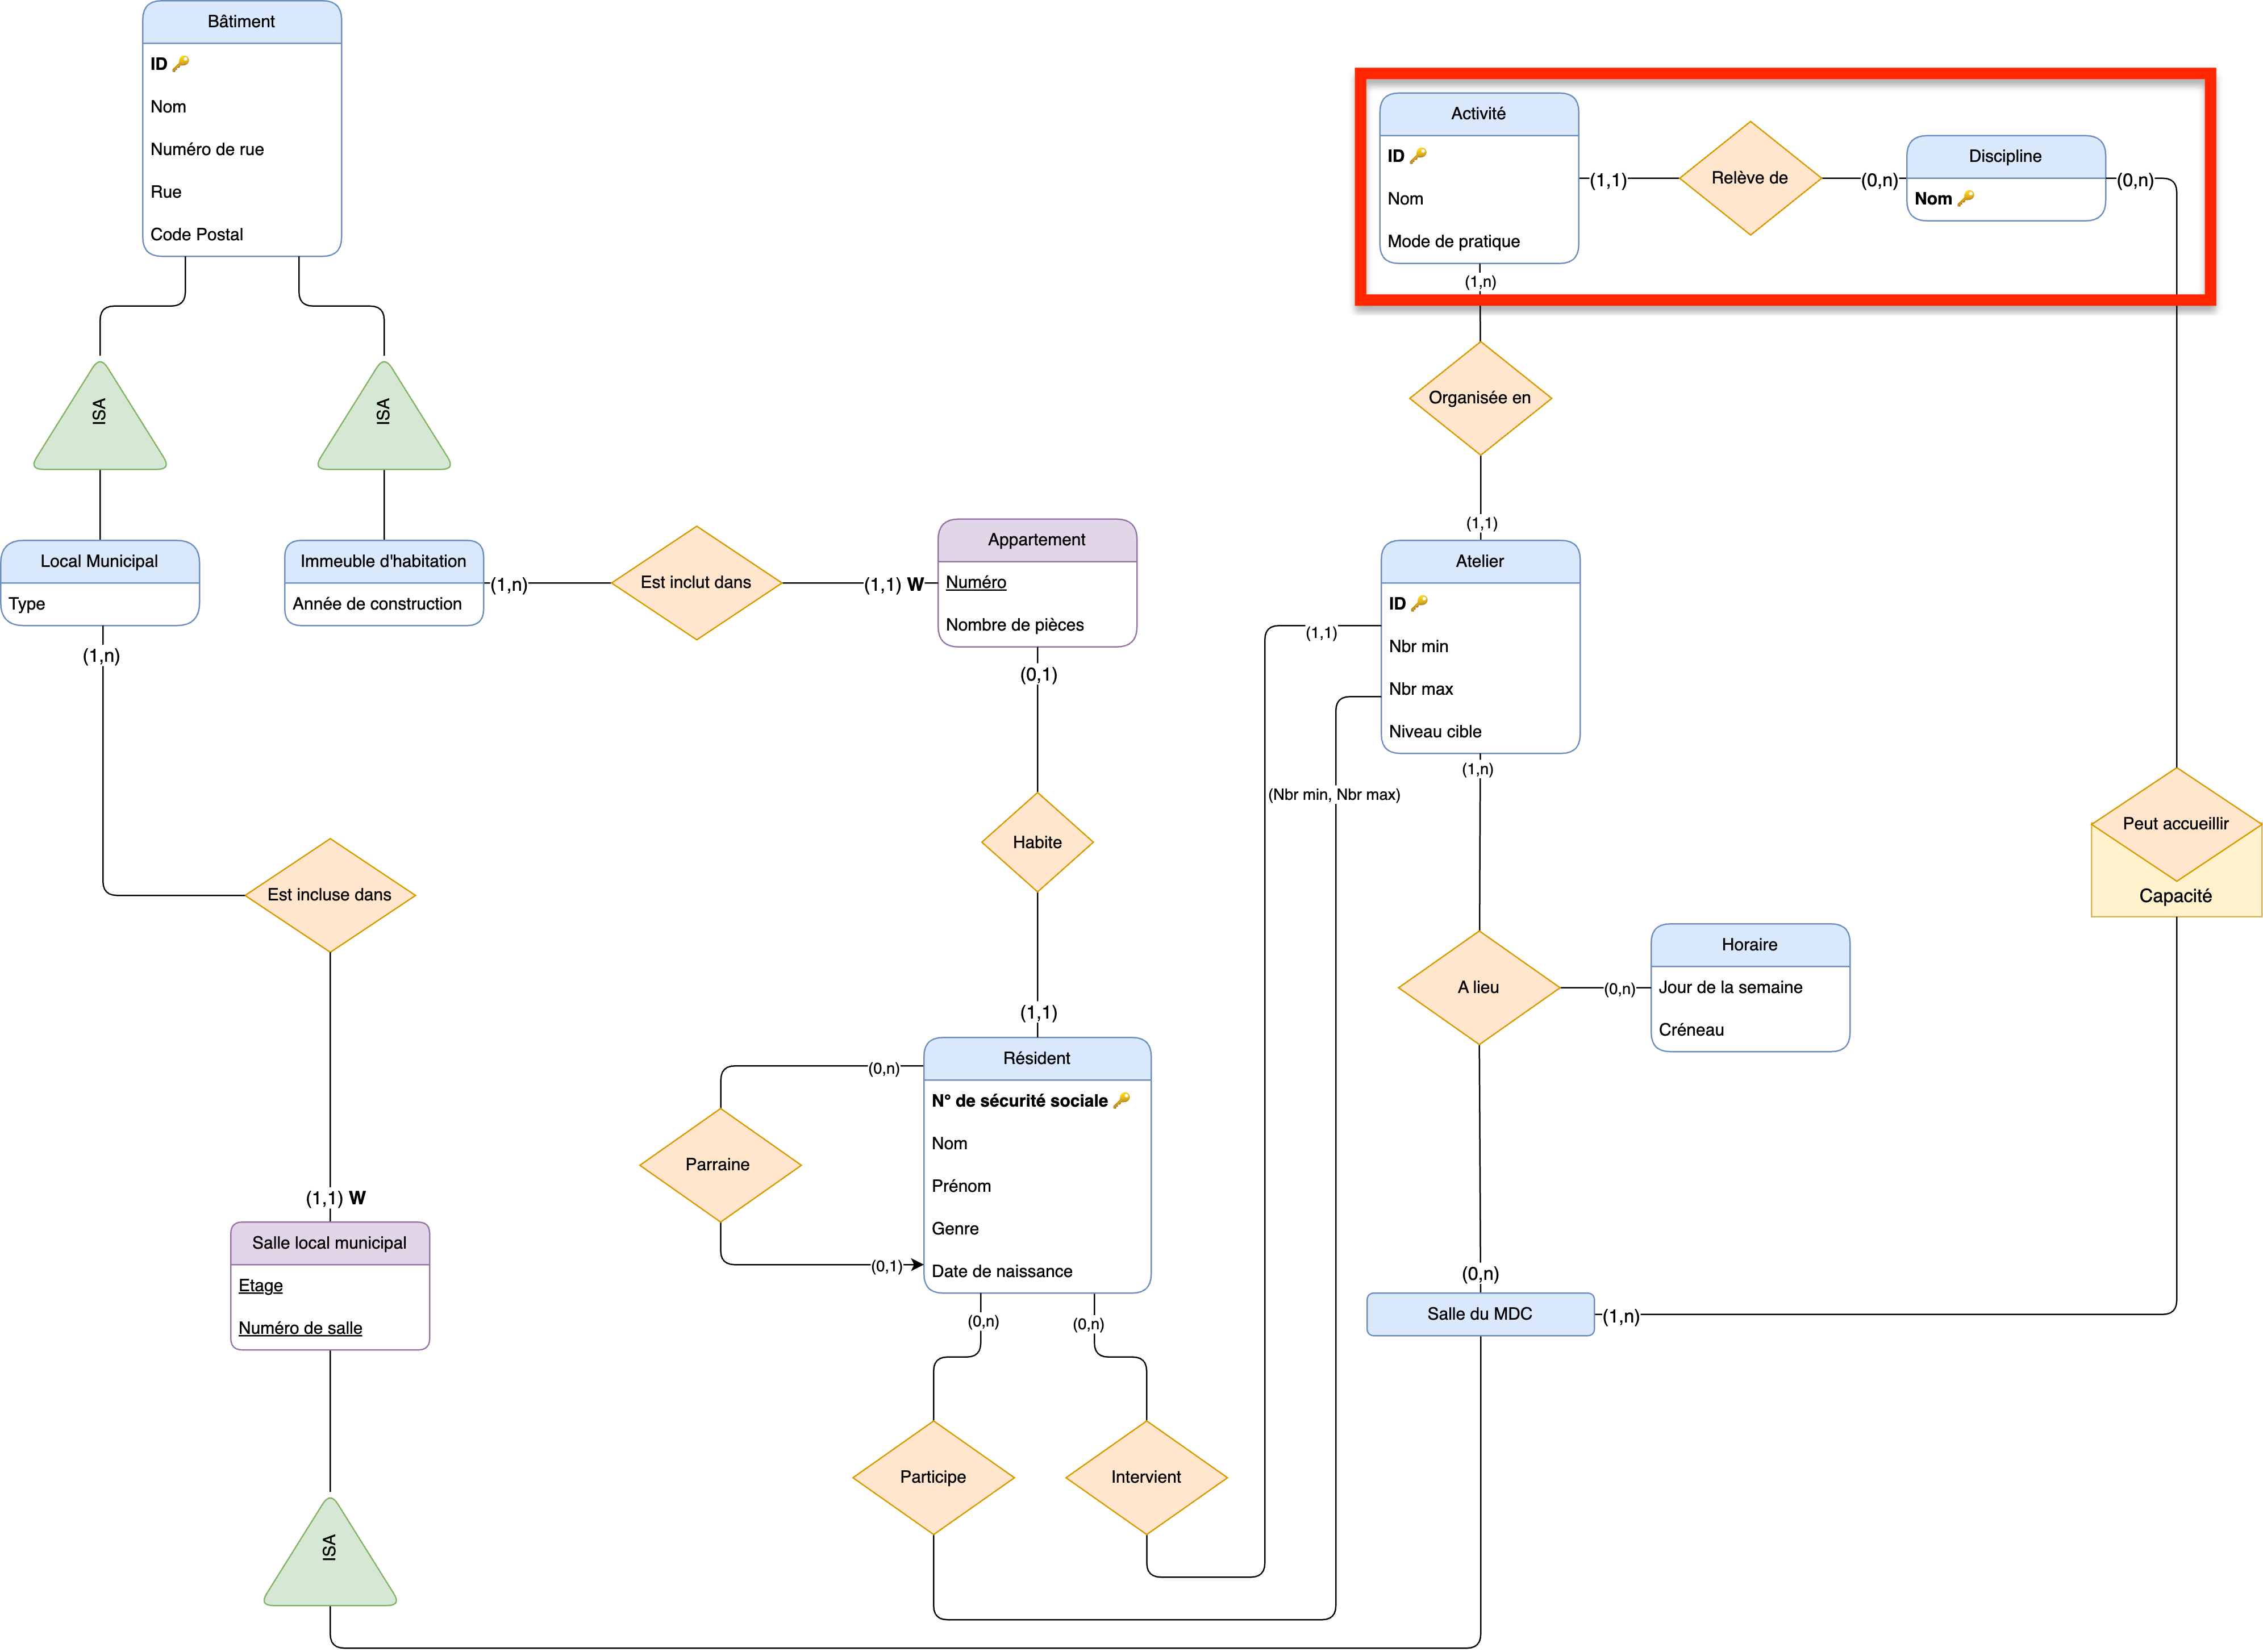 Bâtiment
ID
Nom
Numéro de rue
Rue
Code Postal
Activité
ID
Nom
Mode de pratique
(1,1)
Relève de
(0,n)
Discipline
Nom
(0,n)
(1,n)
Organisée en
(1,1)
ISA
ISA
Local Municipal
Type
(1,n)
Immeuble d'habitation
Année de construction
(1,n)
Est inclut dans
(1,1) W
Appartement
Numéro
Nombre de pièces
(0,1)
Habite
(1,1)
Atelier
ID
Nbr min
Nbr max
Niveau cible
(1,1)
(Nbr min, Nbr max)
(1,n)
Peut accueillir
Capacité
Est incluse dans
(1,1) W
A lieu
(0,n)
Horaire
Jour de la semaine
Créneau
(0,n)
Salle du MDC
(1,n)
Résident
N° de sécurité sociale
Nom
Prénom
Genre
Date de naissance
(0,n)
Parraine
(0,1)
(0,n)
(0,n)
Participe
Intervient
Salle local municipal
Etage
Numéro de salle
ISA